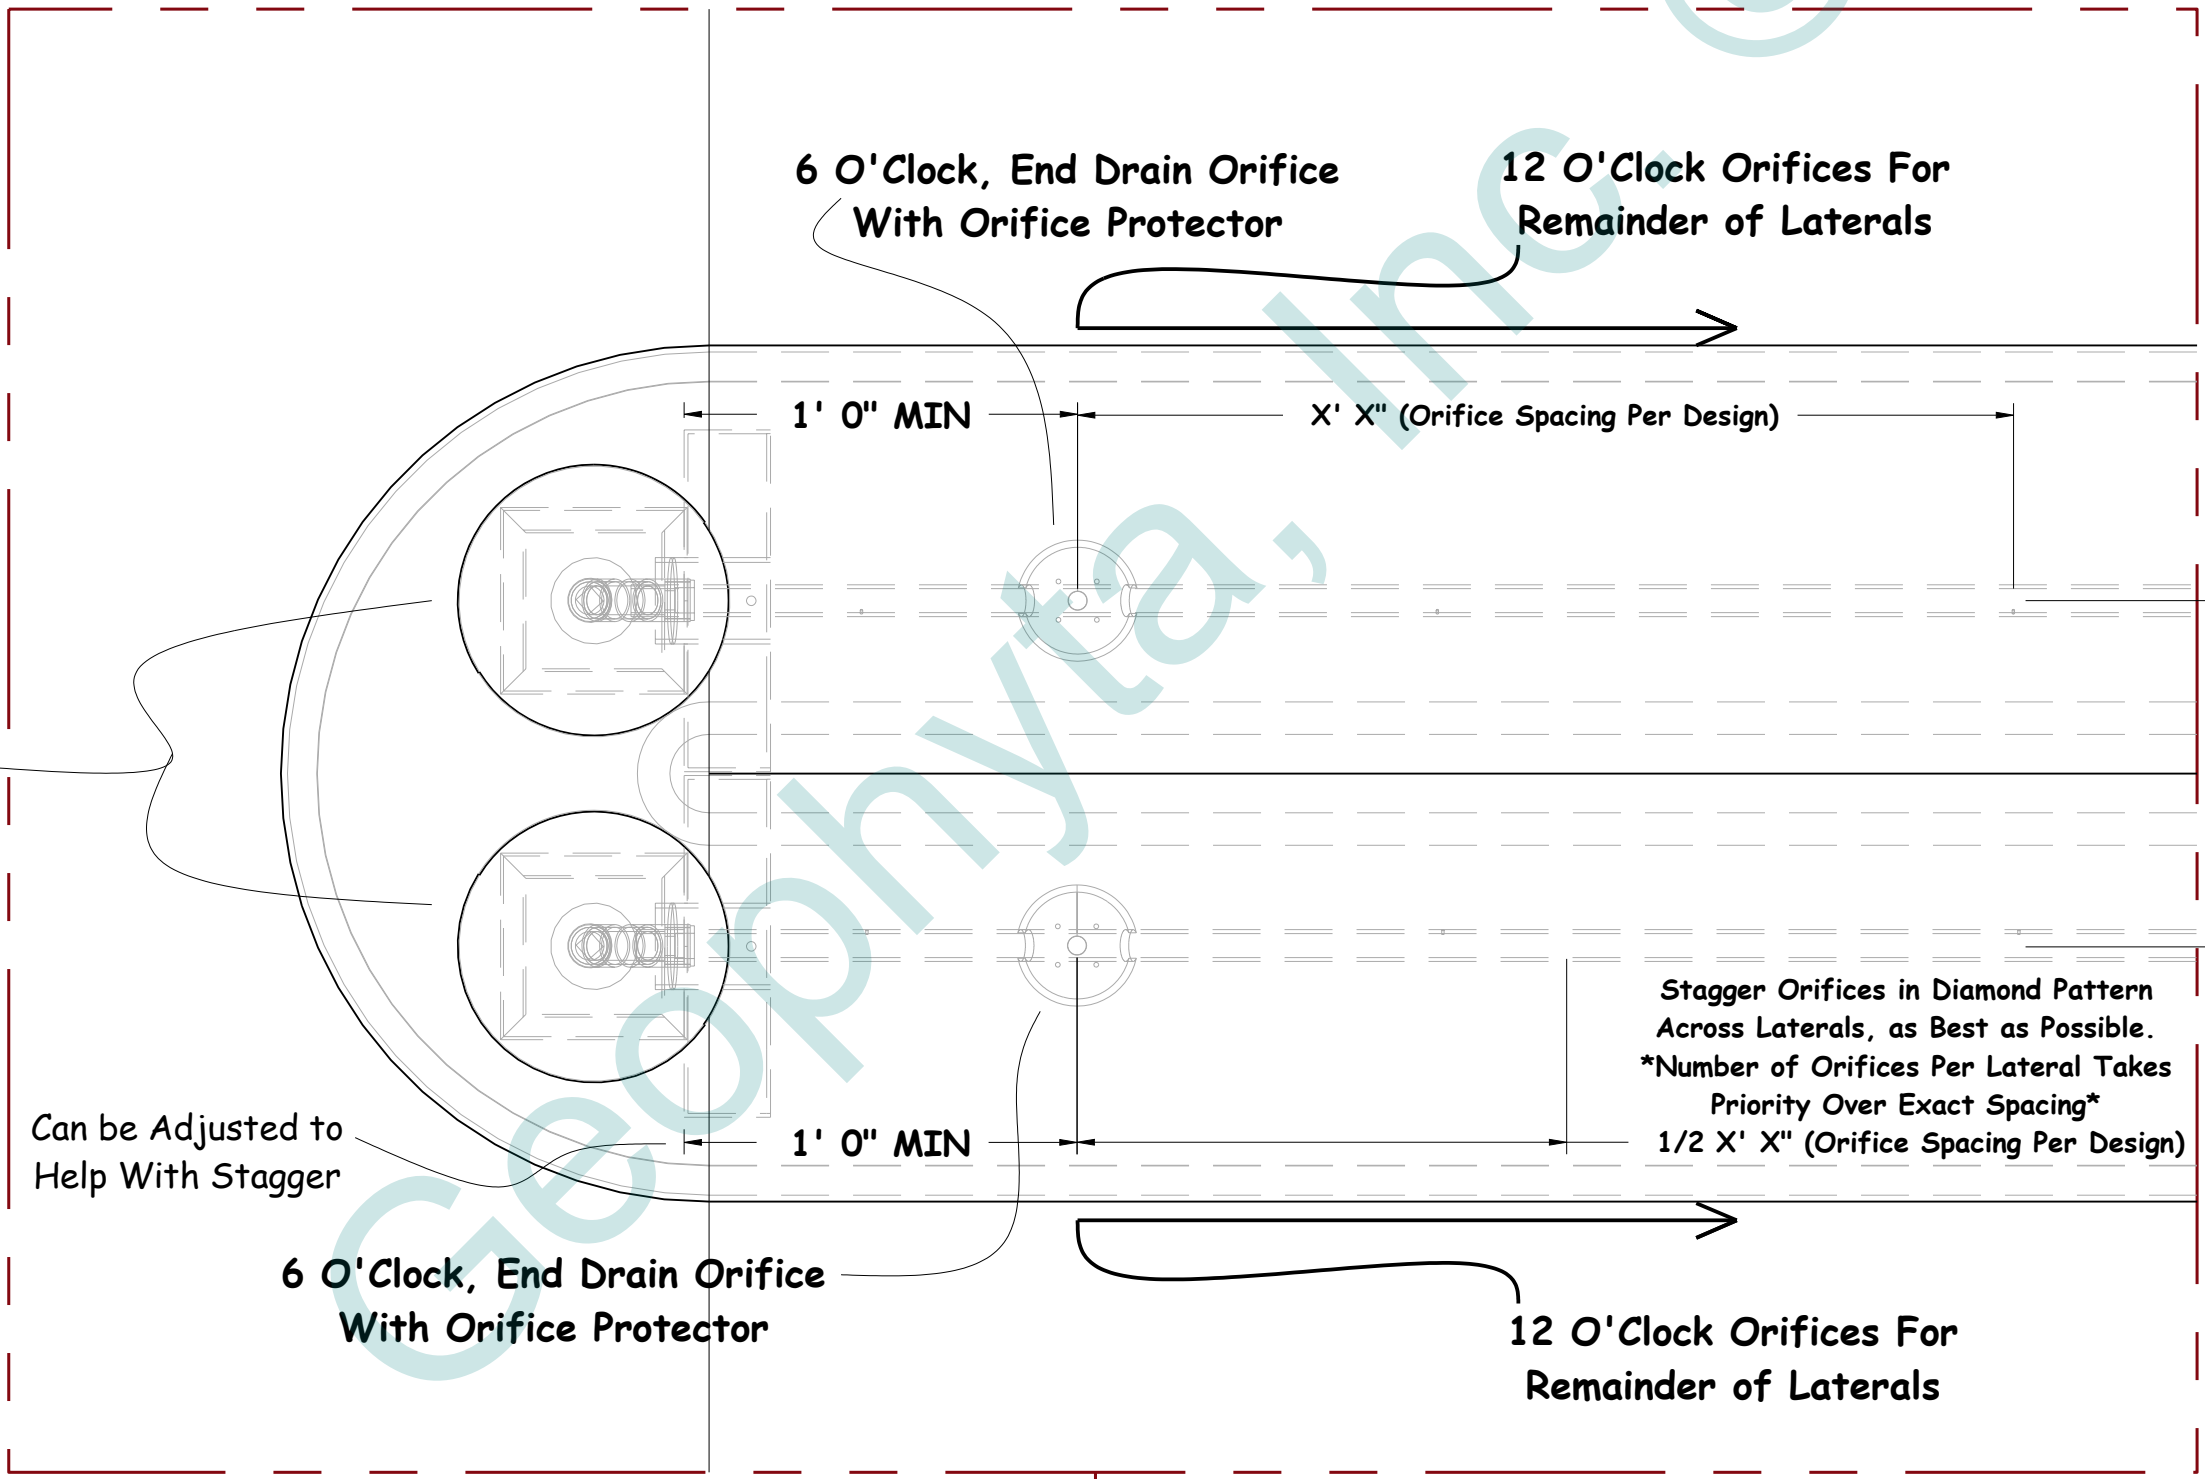 6 O'Clock, End Drain Orifice
With Orifice Protector
12 O'Clock Orifices For
Remainder of Laterals
1' 0" MIN
X' X" (Orifice Spacing Per Design)
Stagger Orifices in Diamond Pattern
Across Laterals, as Best as Possible.
*Number of Orifices Per Lateral Takes
Priority Over Exact Spacing*
1/2 X' X" (Orifice Spacing Per Design)
1' 0" MIN
Can be Adjusted to
Help With Stagger
6 O'Clock, End Drain Orifice
With Orifice Protector
12 O'Clock Orifices For
Remainder of Laterals
Geophyta, Inc. ©